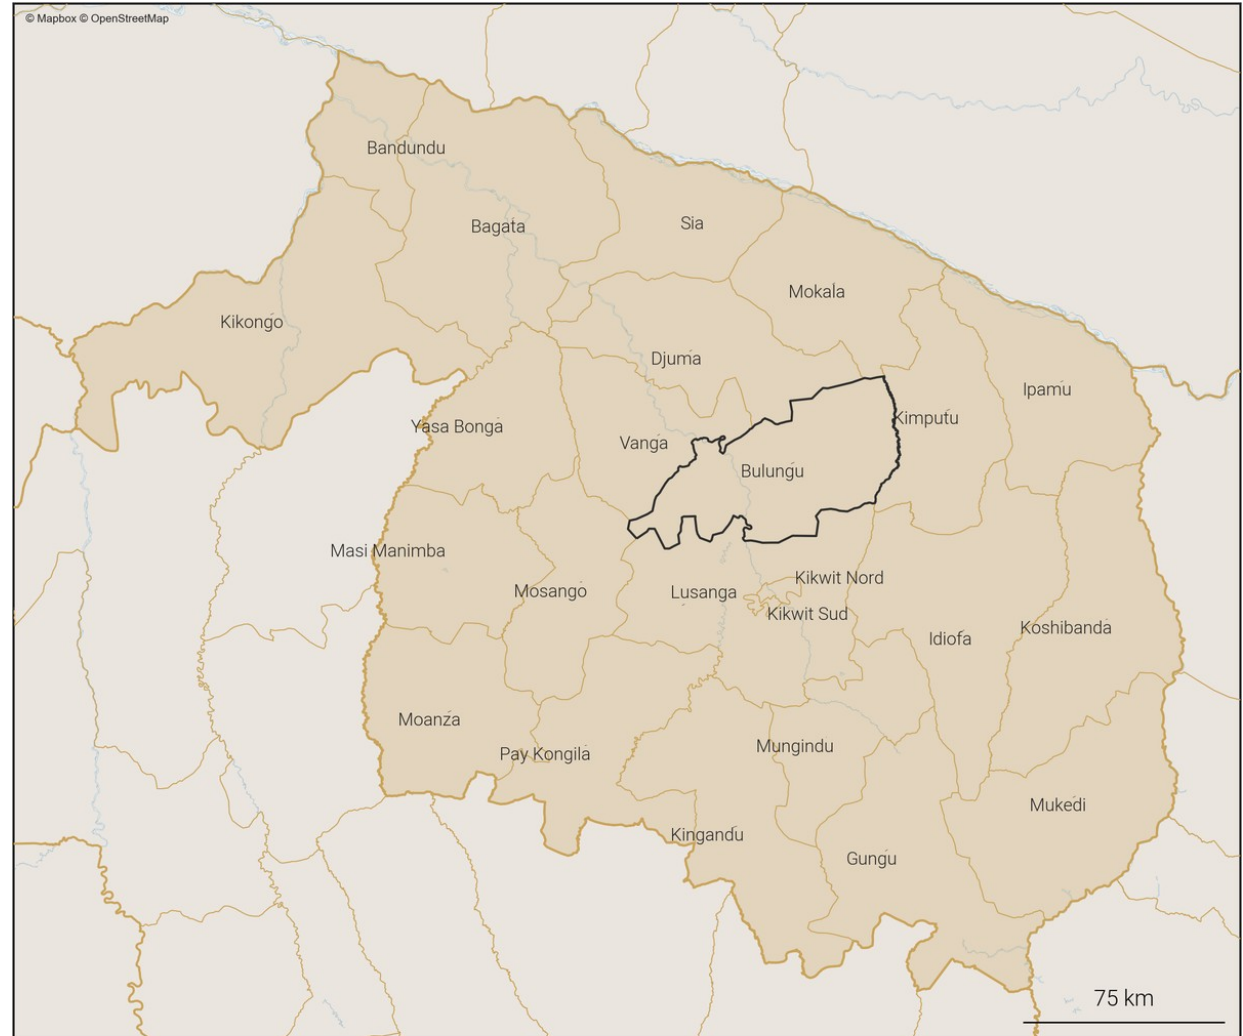 © Mapbox © OpenStreetMap
Bandundu
Bagata
Sia
Mokala
Kikongo
Djuma
Ipamu
Kimputu
Yasa Bonga
Vanga
Bulungu
Masi Manimba
Mosango
Lusanga
Kikwit Nord
Kikwit Sud
Koshibanda
Idiofa
Moanza
Pay Kongila
Mungindu
Mukedi
Kingandu
Gungu
75 km